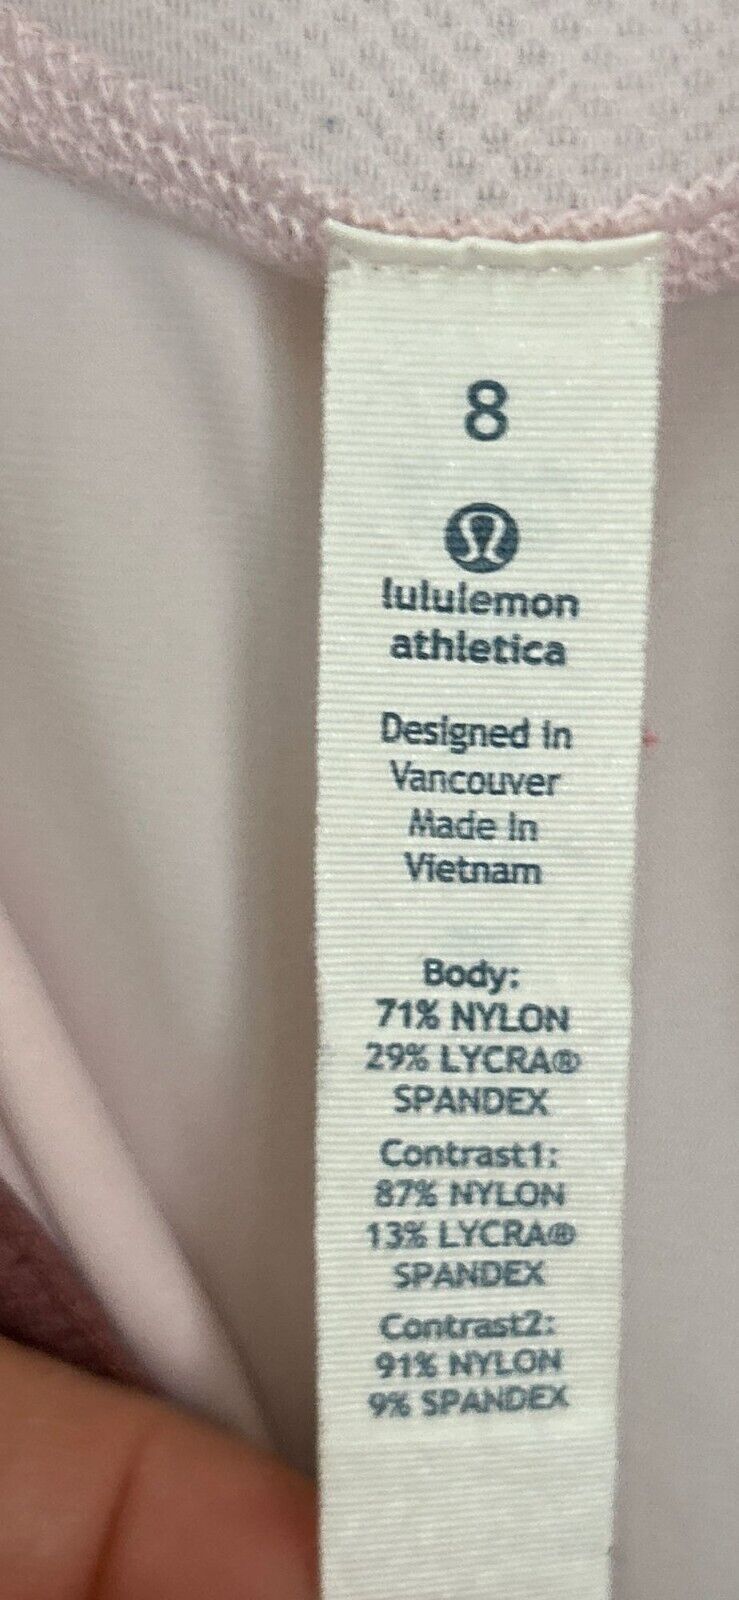 8
lululemon
athletica
Designed in
Vancouver
Made in
Vietnam
Body:
71% NYLON
29% LYCRA®
SPANDEX
Contrast1:
87% NYLON
13% LYCRA®
SPANDEX
Contrast2:
91% NYLON
9% SPANDEX